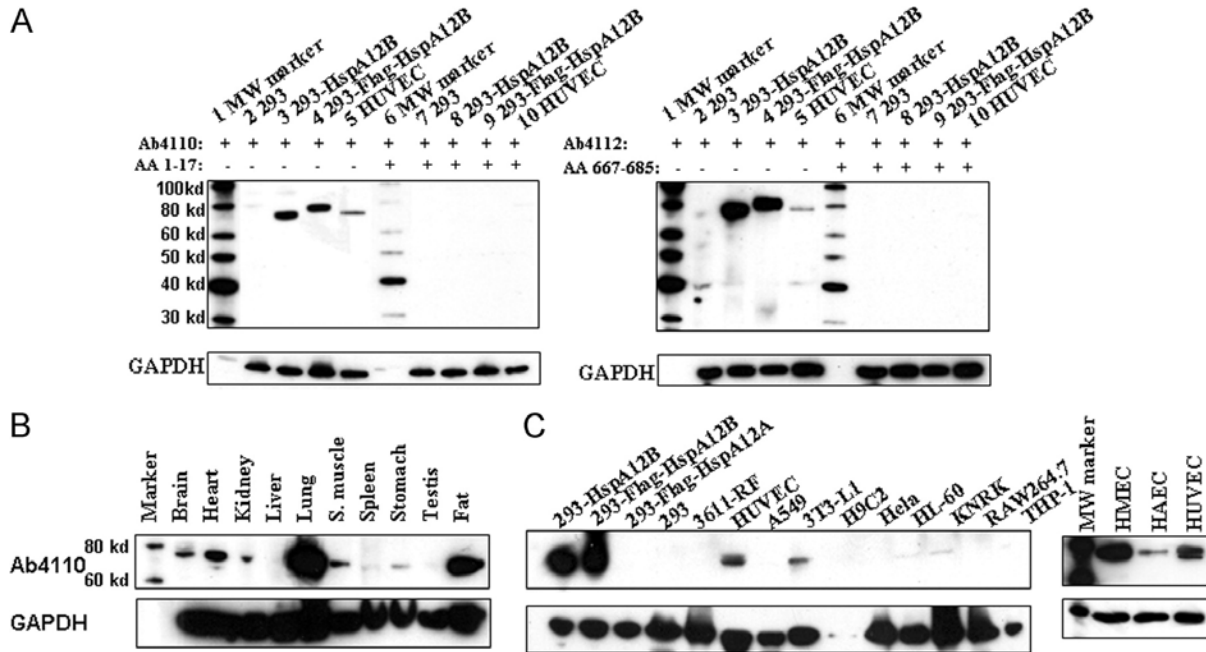 A
1 MW marker
2 293
3 293-HspA12B
4 293-Flag-HspA12B
5 HUVEC
6 MW marker
7 293
8 293-HspA12B
9 293-Flag-HspA12B
10 HUVEC
Ab4110: + + + + + + + + + +
AA 1-17: - - - - - + + + + +
100kd
80 kd
60 kd
50 kd
40 kd
30 kd
GAPDH
1 MW marker
2 293
3 293-HspA12B
4 293-Flag-HspA12B
5 HUVEC
6 MW marker
7 293
8 293-HspA12B
9 293-Flag-HspA12B
10 HUVEC
Ab4112: + + + + + + + + + +
AA 667-685: - - - - - + + + + +
GAPDH
B
Marker
Brain
Heart
Kidney
Liver
Lung
S. muscle
Spleen
Stomach
Testis
Fat
Ab4110
80 kd
60 kd
GAPDH
C
293-HspA12B
293-Flag-HspA12B
293-Flag-HspA12A
293
3611-RF
HUVEC
A549
3T3-L1
H9C2
Hela
HL-60
KNRK
RAW264.7
THP-1
MW marker
HMEC
HAEC
HUVEC